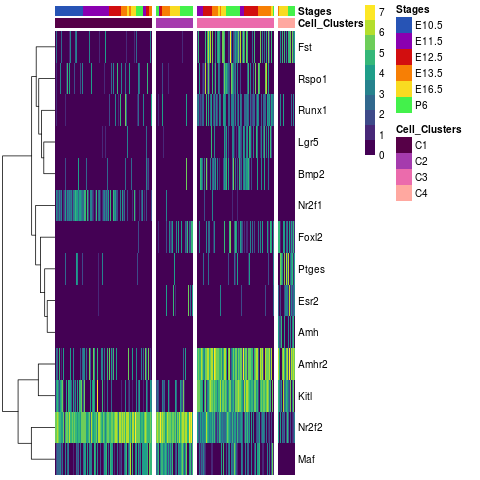 Stages
Cell_Clusters
Fst
Rspo1
Runx1
Lgr5
Bmp2
Nr2f1
Foxl2
Ptges
Esr2
Amh
Amhr2
Kitl
Nr2f2
Maf
7
6
5
4
3
2
1
0
Stages
E10.5
E11.5
E12.5
E13.5
E16.5
P6
Cell_Clusters
C1
C2
C3
C4